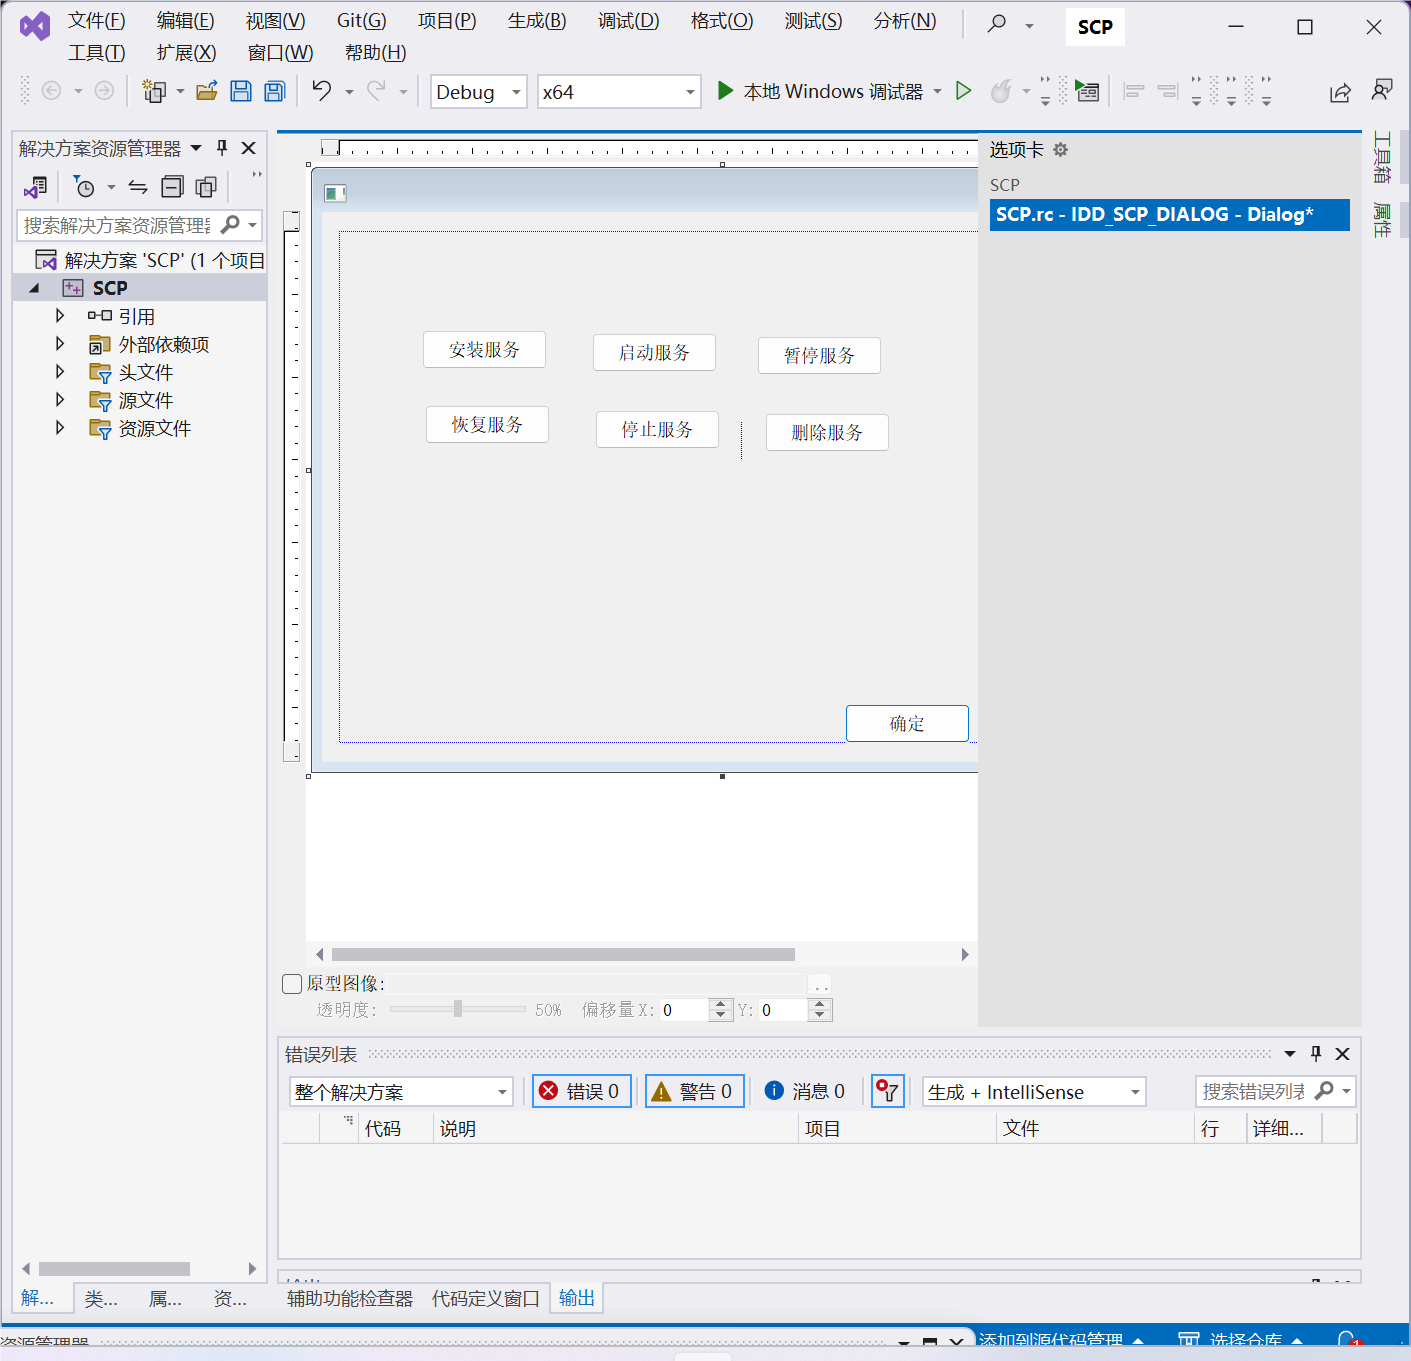 文件(F) 编辑(E) 视图(V) Git(G) 项目(P) 生成(B) 调试(D) 格式(O) 测试(S) 分析(N) SCP
工具(T) 扩展(X) 窗口(W) 帮助(H)
Debug x64 本地 Windows 调试器
解决方案资源管理器
搜索解决方案资源管理
解决方案 'SCP' (1 个项目
SCP
引用
外部依赖项
头文件
源文件
资源文件
安装服务 启动服务 暂停服务
恢复服务 停止服务 删除服务
确定
选项卡
SCP
SCP.rc - IDD_SCP_DIALOG - Dialog*
工具箱
属性
原型图像: ..
透明度: 50% 偏移量 X: 0 Y: 0
错误列表
整个解决方案 错误 0 警告 0 消息 0 生成 + IntelliSense 搜索错误列表
代码 说明 项目 文件 行 详细...
解... 类... 属... 资...
辅助功能检查器 代码定义窗口 输出
资源管理器
添加到源代码管理 选择仓库 1